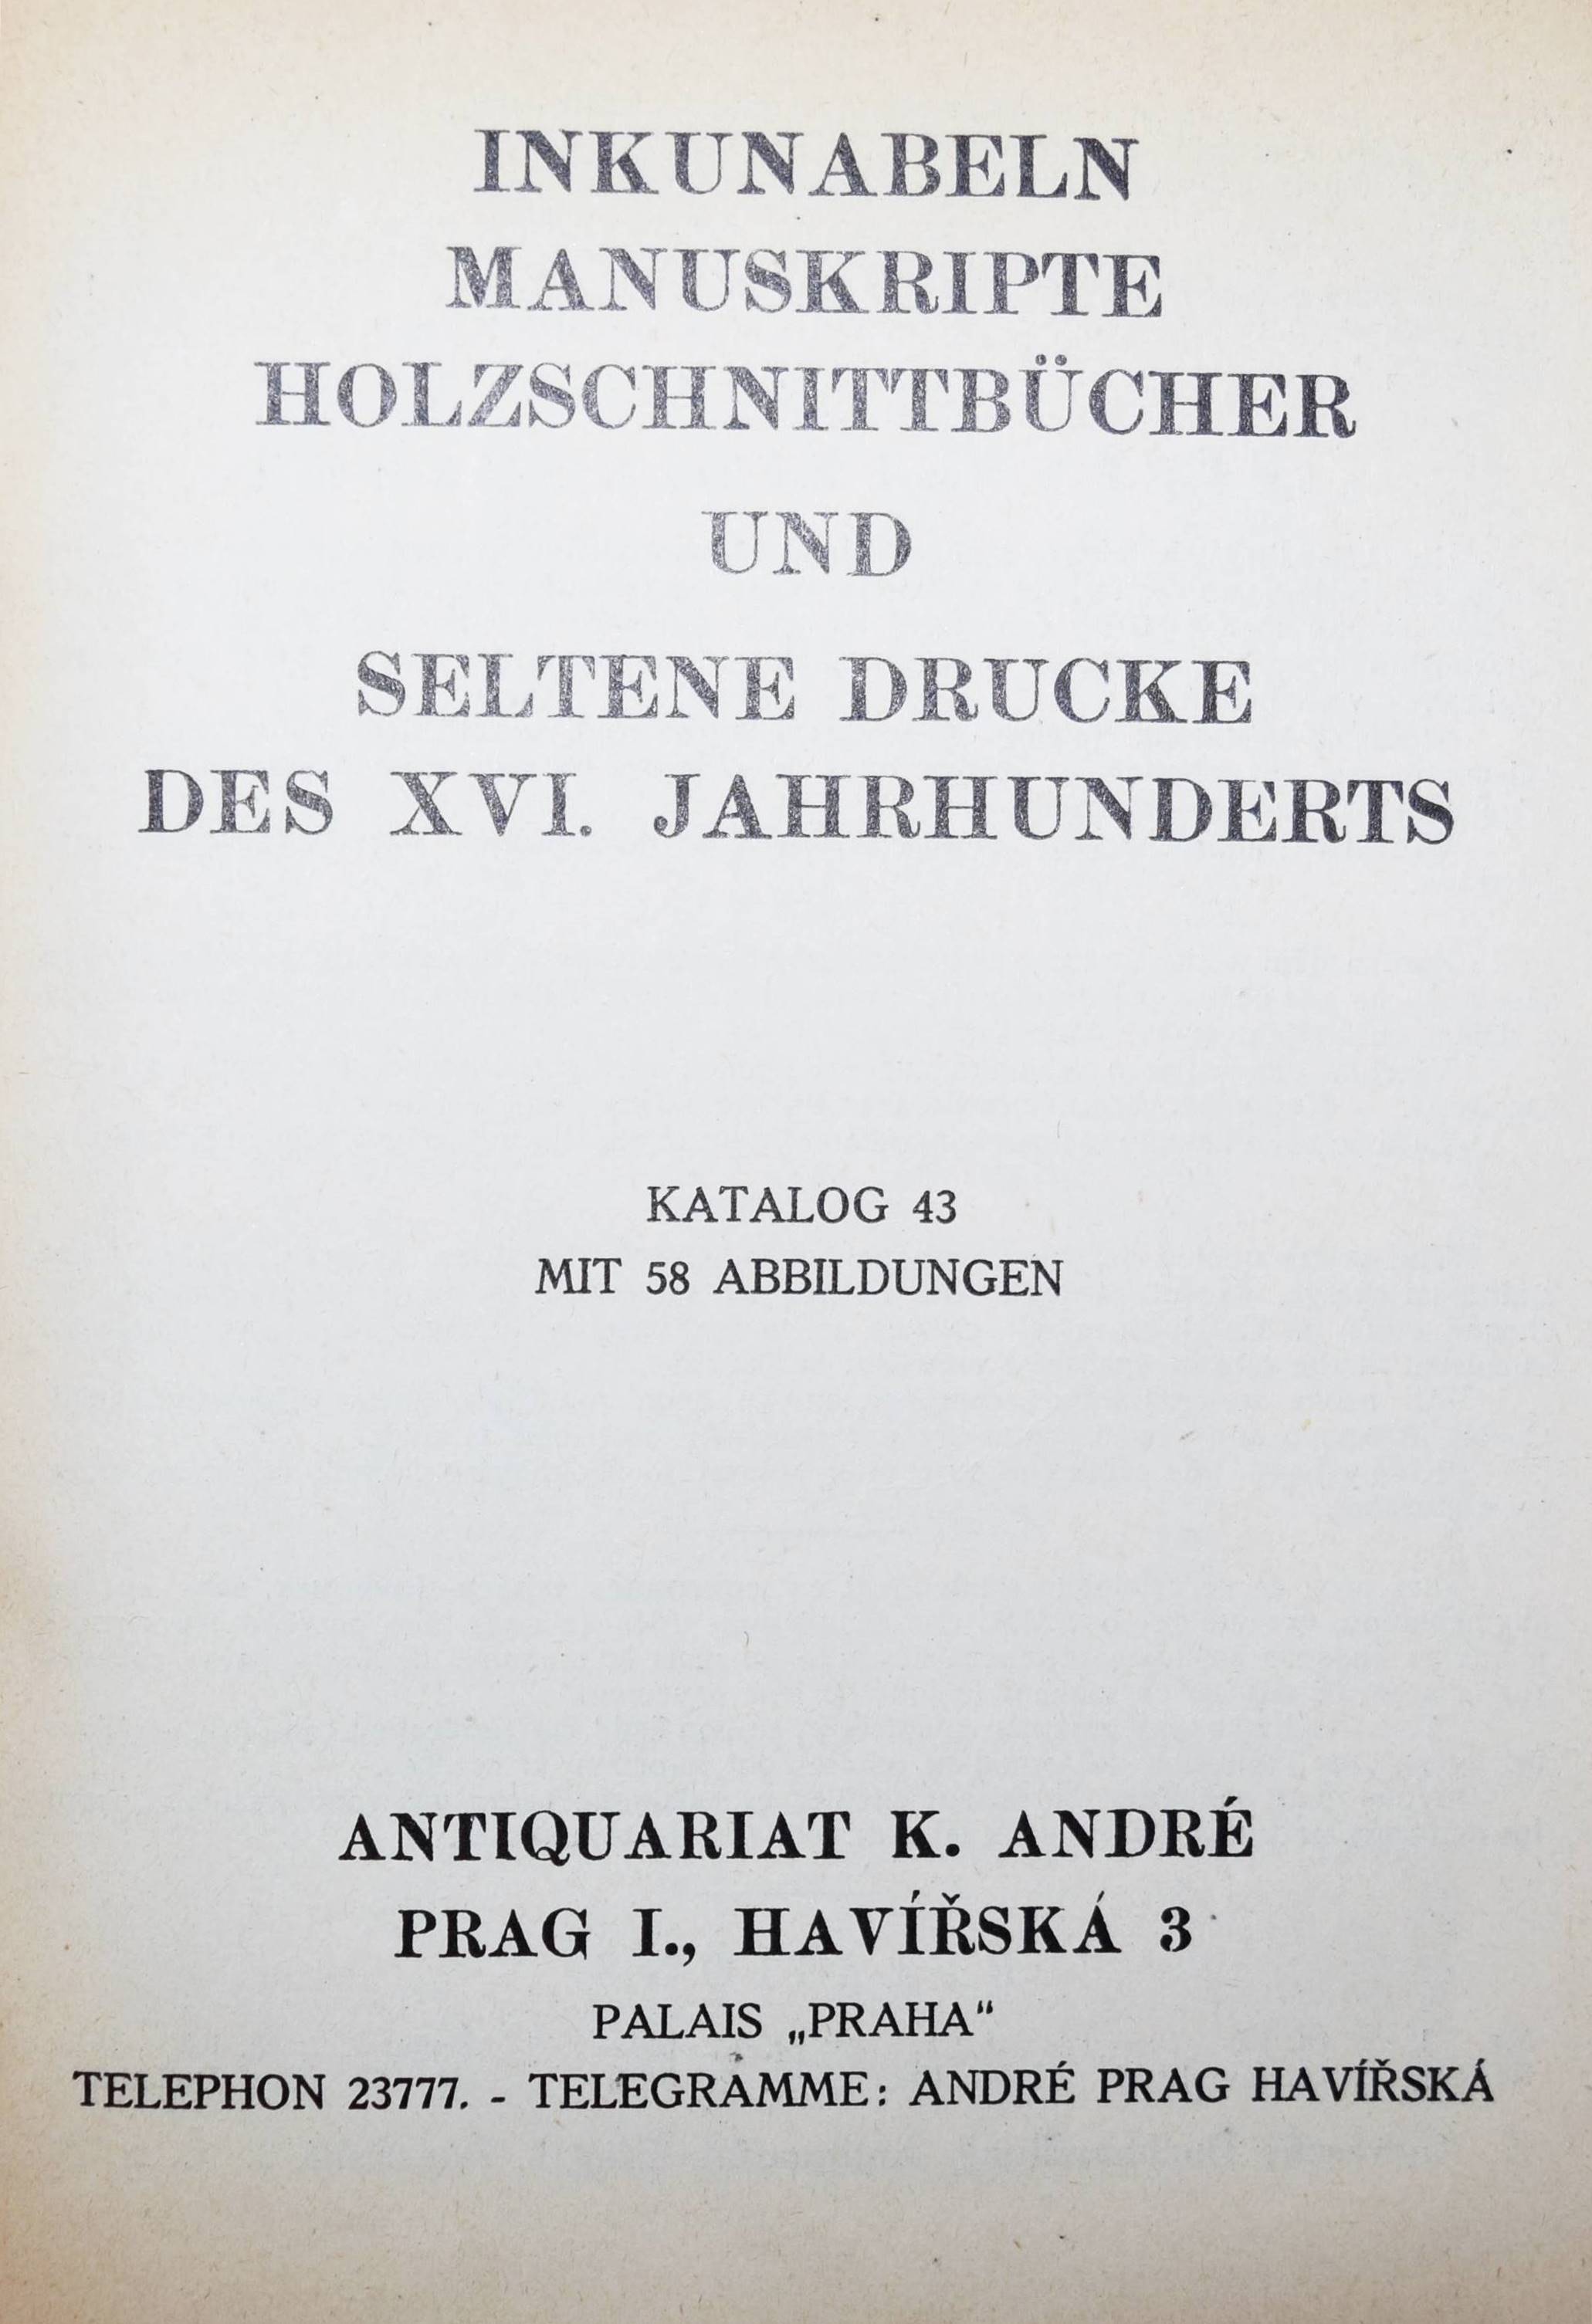 INKUNABELN
MANUSKRIPTE
HOLZSCHNITTBÜCHER
UND
SELTENE DRUCKE
DES XVI. JAHRHUNDERTS
KATALOG 43
MIT 58 ABBILDUNGEN
ANTIQUARIAT K. ANDRÉ
PRAG I., HAVÍŘSKÁ 3
PALAIS „PRAHA“
TELEPHON 23777. - TELEGRAMME: ANDRÉ PRAG HAVÍŘSKÁ